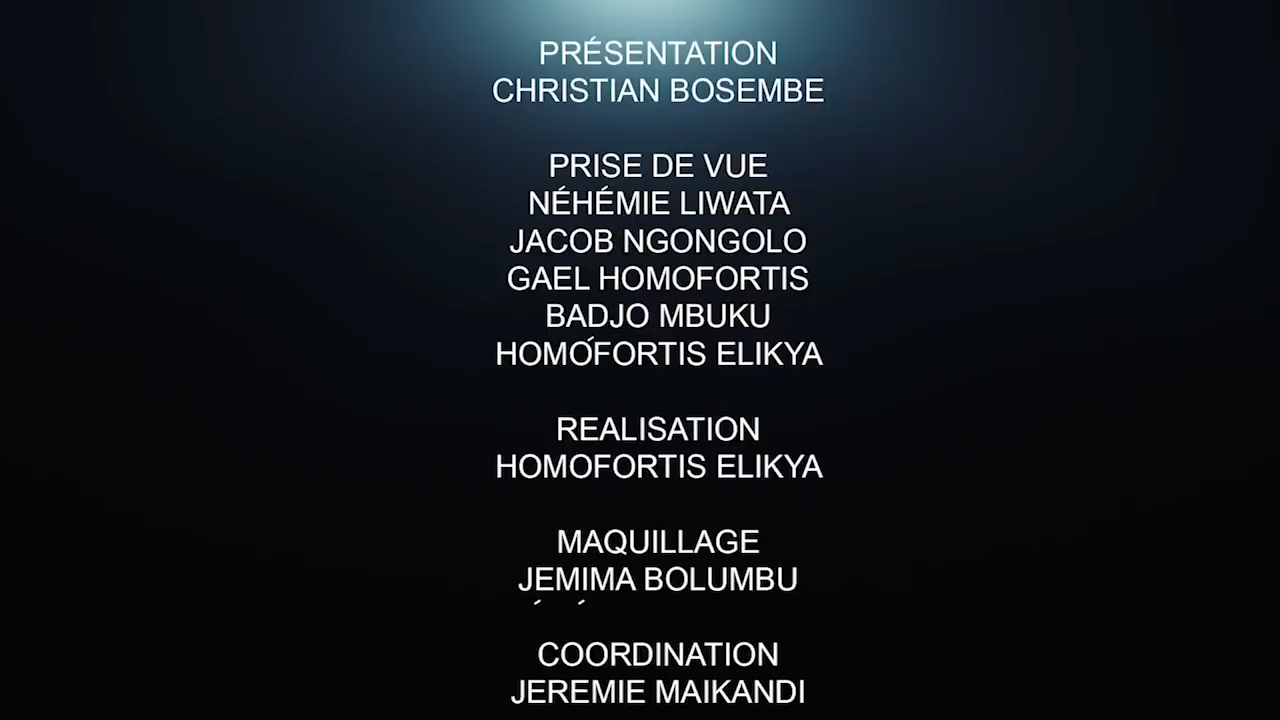 PRÉSENTATION
CHRISTIAN BOSEMBE
PRISE DE VUE
NÉHÉMIE LIWATA
JACOB NGONGOLO
GAEL HOMOFORTIS
BADJO MBUKU
HOMOFORTIS ELIKYA
REALISATION
HOMOFORTIS ELIKYA
MAQUILLAGE
JEMIMA BOLUMBU
COORDINATION
JEREMIE MAIKANDI